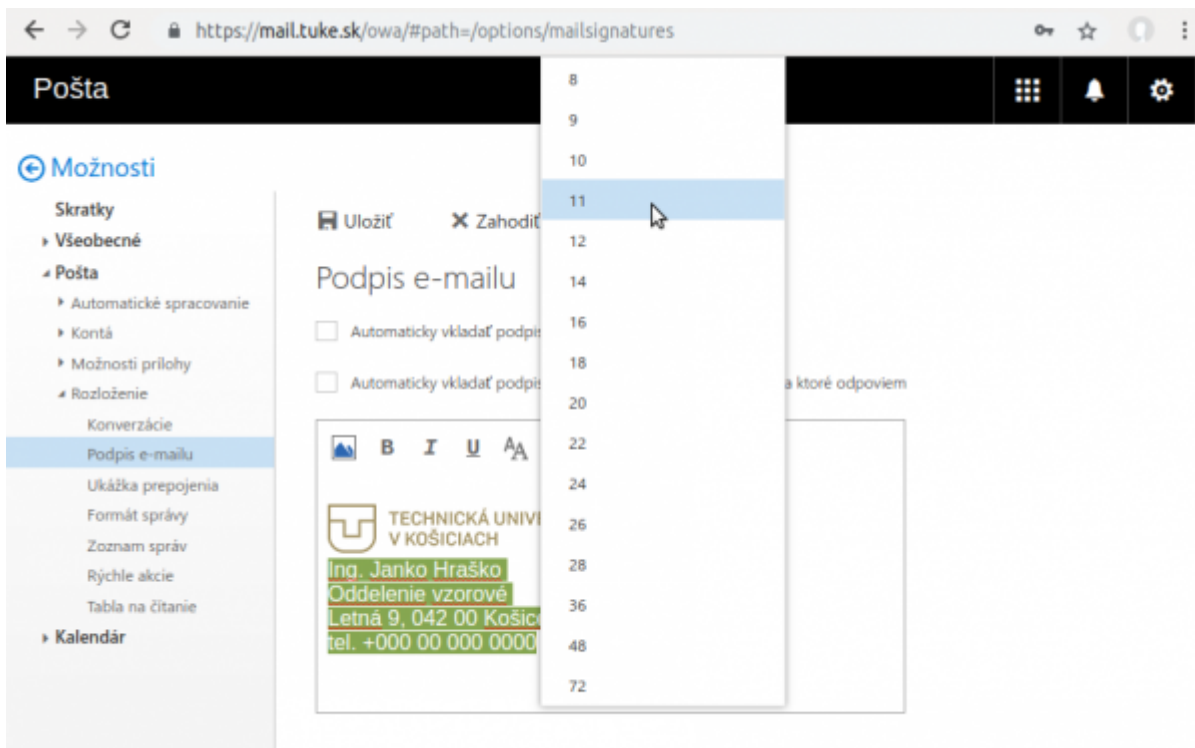 https://mail.tuke.sk/owa/#path=/options/mailsignatures
Pošta
Možnosti
Skratky
Všeobecné
Pošta
Automatické spracovanie
Kontá
Možnosti prílohy
Rozloženie
Konverzácie
Podpis e-mailu
Ukážka prepojenia
Formát správy
Zoznam správ
Rýchle akcie
Tabla na čítanie
Kalendár
Uložiť
Zahodiť
Podpis e-mailu
Automaticky vkladať podpis
Automaticky vkladať podpis a ktoré odpoviem
B I U AA
TECHNICKÁ UNIV
V KOŠICIACH
Ing. Janko Hraško
Oddelenie vzorové
Letná 9, 042 00 Košic
tel. +000 00 000 0000
8
9
10
11
12
14
16
18
20
22
24
26
28
36
48
72